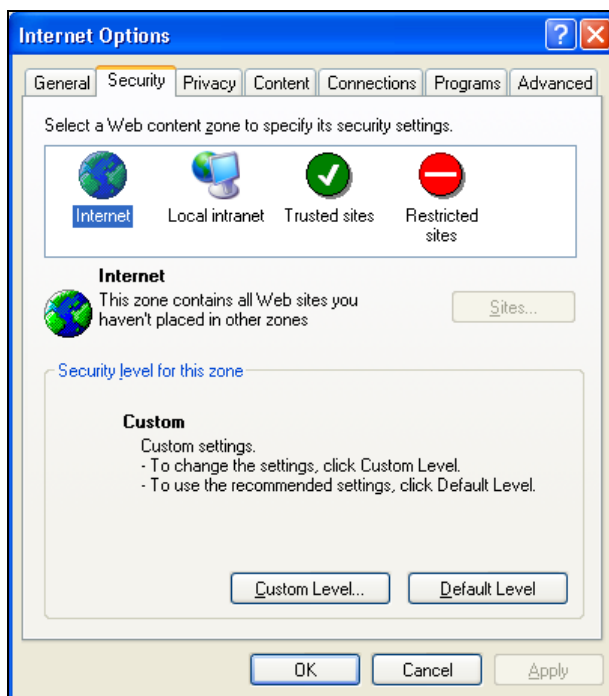 Internet Options
General Security Privacy Content Connections Programs Advanced
Select a Web content zone to specify its security settings.
Internet Local intranet Trusted sites Restricted
sites
Internet
This zone contains all Web sites you
haven't placed in other zones
Sites...
Security level for this zone
Custom
Custom settings.
- To change the settings, click Custom Level.
- To use the recommended settings, click Default Level.
Custom Level... Default Level
OK Cancel Apply